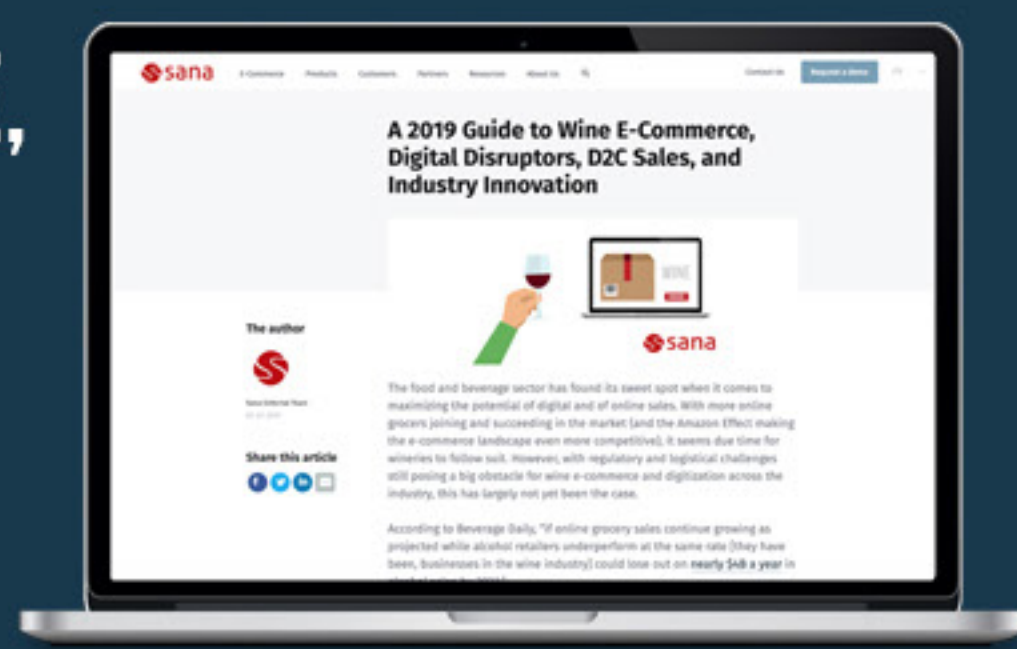 sana
E-Commerce Products Customers Partners Resources About Us
Contact Us
Request a Demo
A 2019 Guide to Wine E-Commerce,
Digital Disruptors, D2C Sales, and
Industry Innovation
WINE
sana
The author
Share this article
The food and beverage sector has found its sweet spot when it comes to
maximizing the potential of digital and of online sales. With more online
grocers joining and succeeding in the market (and the Amazon Effect making
the e-commerce landscape even more competitive), it seems due time for
wineries to follow suit. However, with regulatory and logistical challenges
still posing a big obstacle for wine e-commerce and digitization across the
industry, this has largely not yet been the case.
According to Beverage Daily, "If online grocery sales continue growing as
projected while alcohol retailers underperform at the same rate [they have
been, businesses in the wine industry] could lose out on nearly $4B a year in